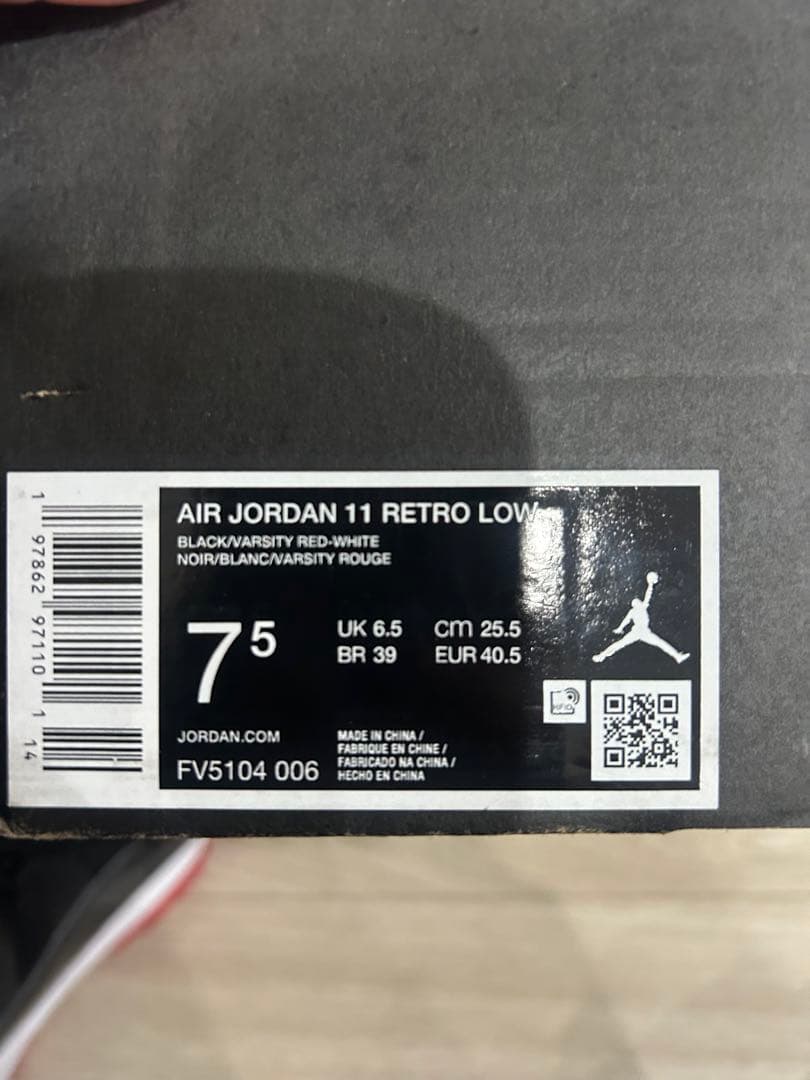 AIR JORDAN 11 RETRO LOW
BLACK/VARSITY RED-WHITE
NOIR/BLANC/VARSITY ROUGE
7 5
UK 6.5 cm 25.5
BR 39 EUR 40.5
JORDAN.COM
FV5104 006
MADE IN CHINA /
FABRIQUE EN CHINE /
FABRICADO NA CHINA /
HECHO EN CHINA
RFID
1 97862 97110 1 14